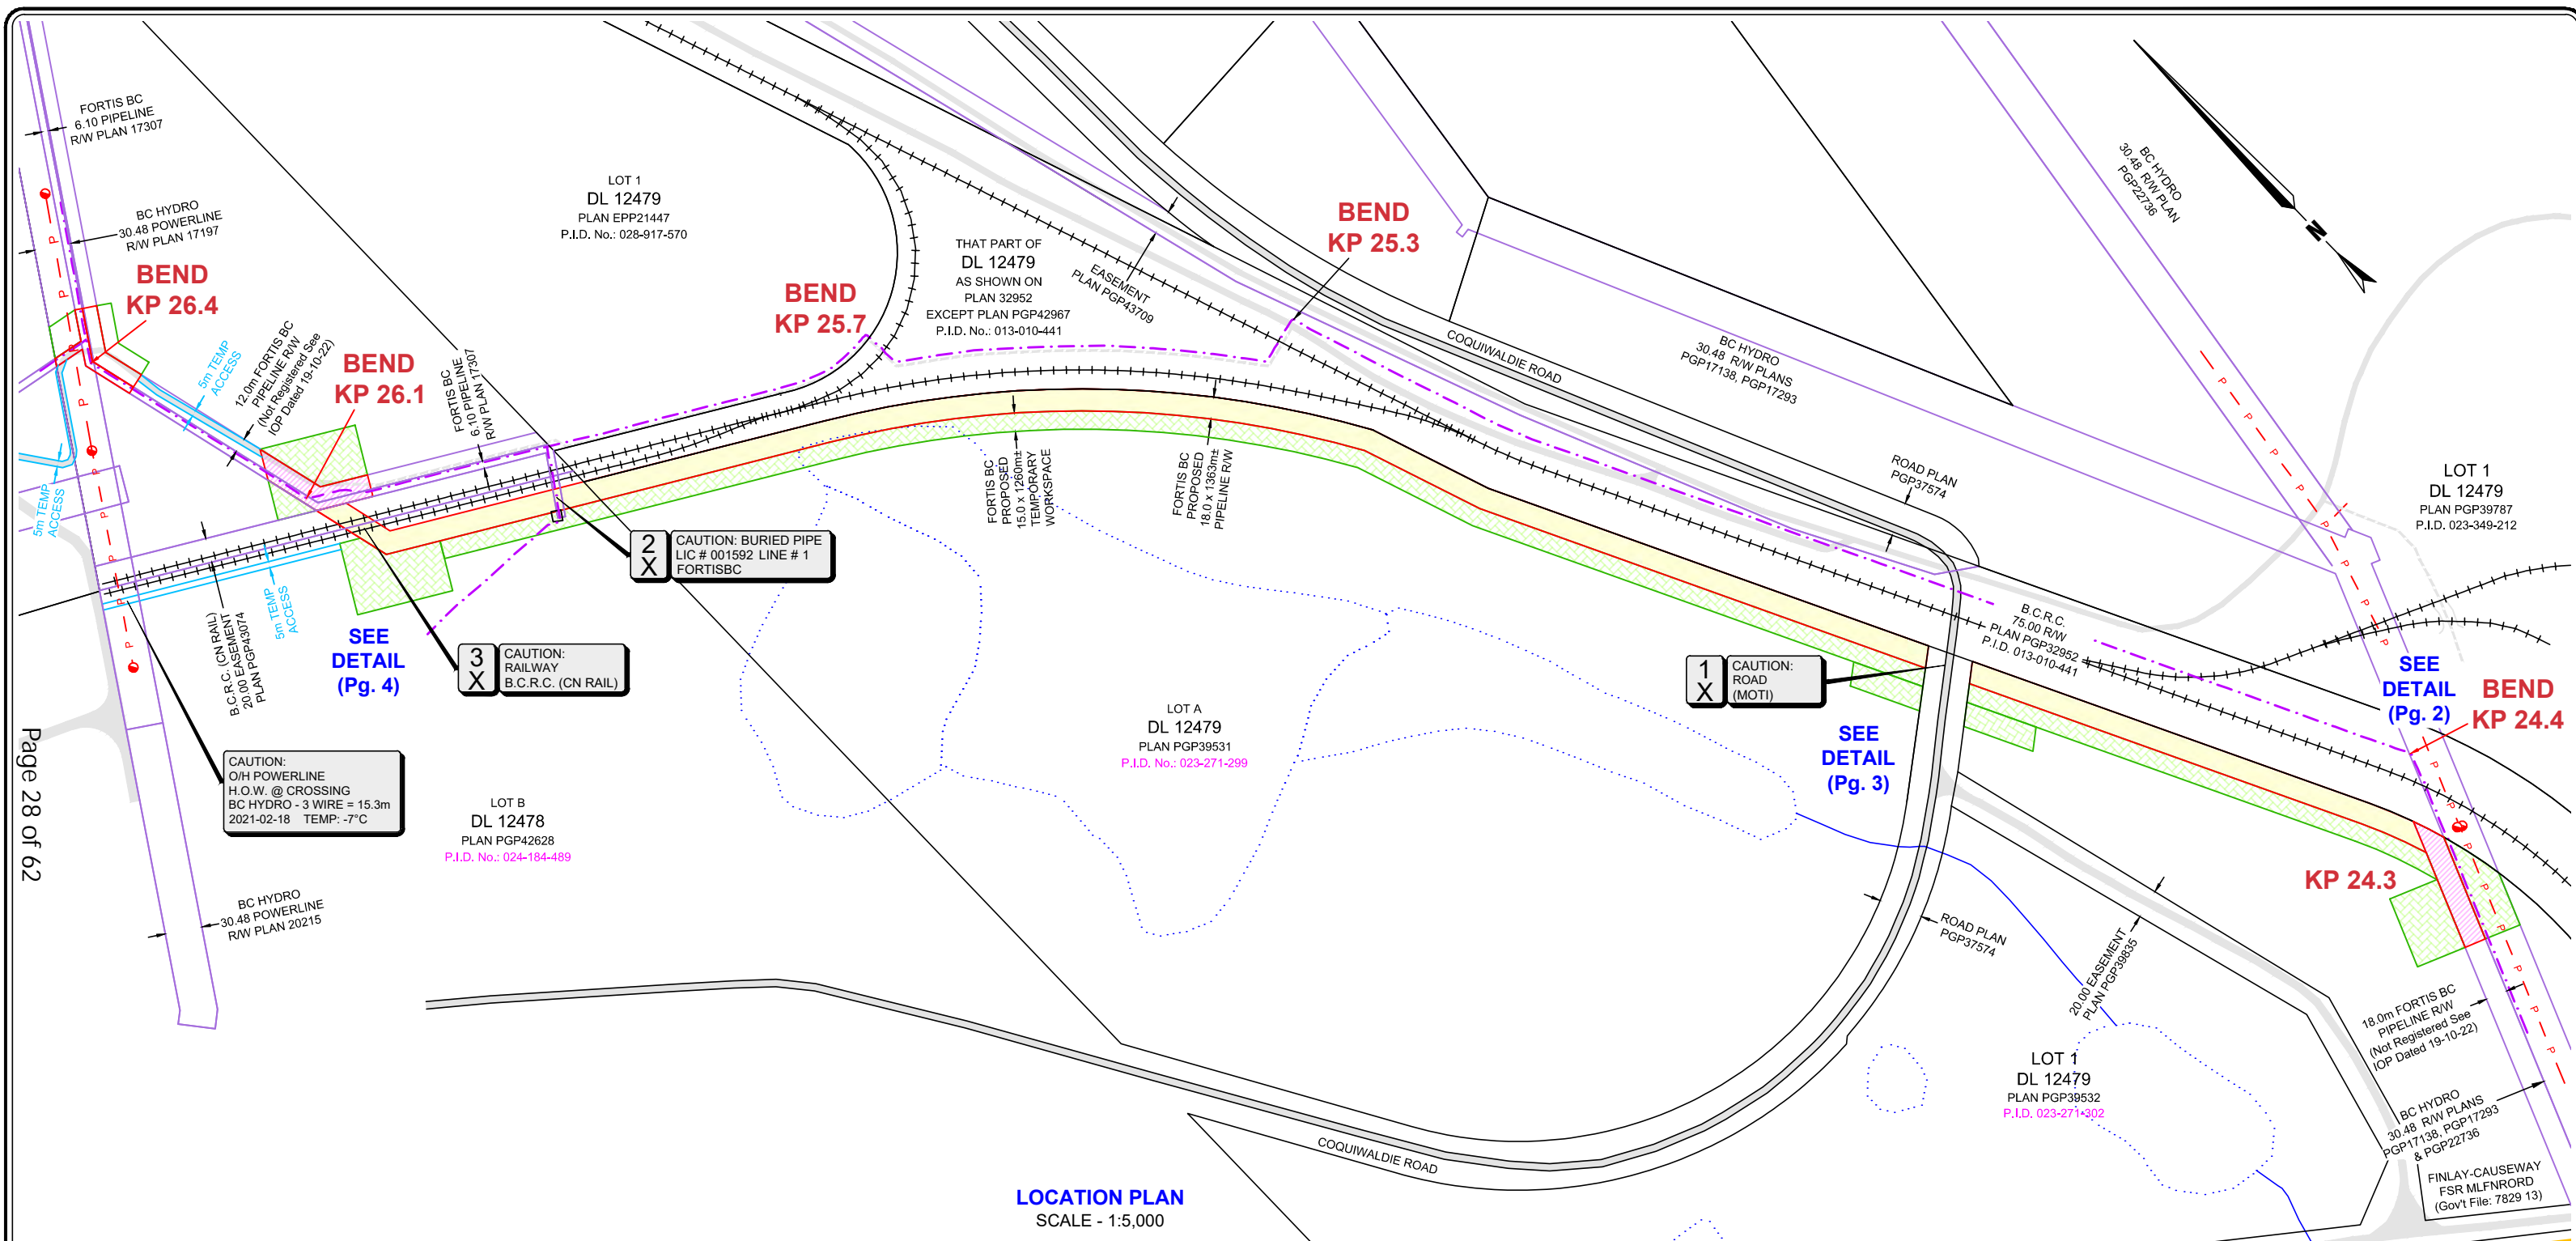 FORTIS BC
6.10 PIPELINE
R/W PLAN 17307
BC HYDRO
30.48 POWERLINE
R/W PLAN 17197
BEND
KP 26.4
5m TEMP
ACCESS
12.0m FORTIS BC
PIPELINE R/W
(Not Registered See
IOP Dated 19-10-22)
BEND
KP 26.1
FORTIS BC
6.10 PIPELINE
R/W PLAN 17307
LOT 1
DL 12479
PLAN EPP21447
P.I.D. No.: 028-917-570
BEND
KP 25.7
THAT PART OF
DL 12479
AS SHOWN ON
PLAN 32952
EXCEPT PLAN PGP42967
P.I.D. No.: 013-010-441
EASEMENT
PLAN PGP43709
BEND
KP 25.3
COQUIWALDIE ROAD
BC HYDRO
30.48 R/W PLANS
PGP17138, PGP17293
BC HYDRO
30.48 R/W PLAN
PGP22736
N
LOT 1
DL 12479
PLAN PGP39787
P.I.D. 023-349-212
ROAD PLAN
PGP37574
5m TEMP
ACCESS
B.C.R.C. (CN RAIL)
20.00 EASEMENT
PLAN PGP43074
5m TEMP
ACCESS
SEE
DETAIL
(Pg. 4)
2
X
CAUTION: BURIED PIPE
LIC # 001592 LINE # 1
FORTISBC
3
X
CAUTION:
RAILWAY
B.C.R.C. (CN RAIL)
FORTIS BC
PROPOSED
15.0 x 1260m±
TEMPORARY
WORKSPACE
FORTIS BC
PROPOSED
18.0 x 1363m±
PIPELINE R/W
B.C.R.C.
75.00 R/W
PLAN PGP32952
P.I.D. 013-010-441
1
X
CAUTION:
ROAD
(MOTI)
SEE
DETAIL
(Pg. 3)
SEE
DETAIL
(Pg. 2)
BEND
KP 24.4
KP 24.3
CAUTION:
O/H POWERLINE
H.O.W. @ CROSSING
BC HYDRO - 3 WIRE = 15.3m
2021-02-18 TEMP: -7°C
LOT B
DL 12478
PLAN PGP42628
P.I.D. No.: 024-184-489
LOT A
DL 12479
PLAN PGP39531
P.I.D. No.: 023-271-299
BC HYDRO
30.48 POWERLINE
R/W PLAN 20215
ROAD PLAN
PGP37574
20.00 EASEMENT
PLAN PGP39835
18.0m FORTIS BC
PIPELINE R/W
(Not Registered See
IOP Dated 19-10-22)
LOT 1
DL 12479
PLAN PGP39532
P.I.D. 023-271-302
BC HYDRO
30.48 R/W PLANS
PGP17138, PGP17293
& PGP22736
FINLAY-CAUSEWAY
FSR MLFNRORD
(Gov't File: 7829 13)
COQUIWALDIE ROAD
LOCATION PLAN
SCALE - 1:5,000
Page 28 of 62